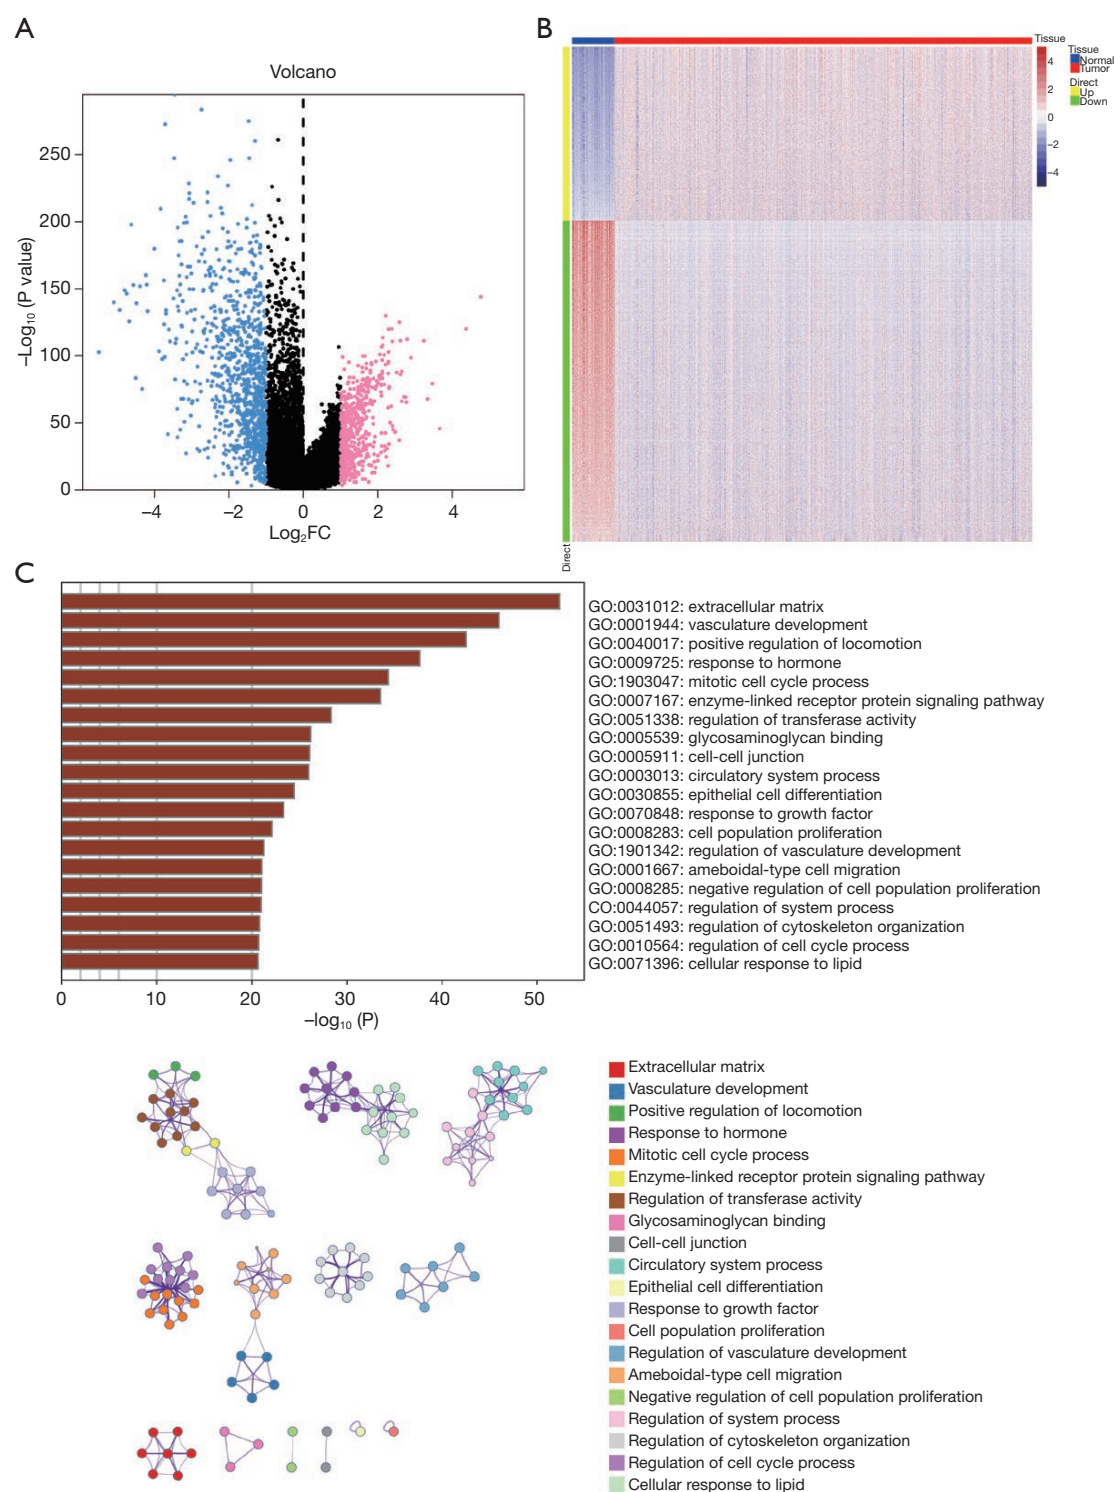 A
Volcano
–Log10 (P value)
250
200
150
100
50
0
–4
–2
0
2
4
Log2FC
B
Tissue
4
2
0
–2
–4
Tissue
Normal
Tumor
Direct
Up
Down
Direct
C
GO:0031012: extracellular matrix
GO:0001944: vasculature development
GO:0040017: positive regulation of locomotion
GO:0009725: response to hormone
GO:1903047: mitotic cell cycle process
GO:0007167: enzyme-linked receptor protein signaling pathway
GO:0051338: regulation of transferase activity
GO:0005539: glycosaminoglycan binding
GO:0005911: cell-cell junction
GO:0003013: circulatory system process
GO:0030855: epithelial cell differentiation
GO:0070848: response to growth factor
GO:0008283: cell population proliferation
GO:1901342: regulation of vasculature development
GO:0001667: ameboidal-type cell migration
GO:0008285: negative regulation of cell population proliferation
CO:0044057: regulation of system process
GO:0051493: regulation of cytoskeleton organization
GO:0010564: regulation of cell cycle process
GO:0071396: cellular response to lipid
0
10
20
30
40
50
–log10 (P)
Extracellular matrix
Vasculature development
Positive regulation of locomotion
Response to hormone
Mitotic cell cycle process
Enzyme-linked receptor protein signaling pathway
Regulation of transferase activity
Glycosaminoglycan binding
Cell-cell junction
Circulatory system process
Epithelial cell differentiation
Response to growth factor
Cell population proliferation
Regulation of vasculature development
Ameboidal-type cell migration
Negative regulation of cell population proliferation
Regulation of system process
Regulation of cytoskeleton organization
Regulation of cell cycle process
Cellular response to lipid